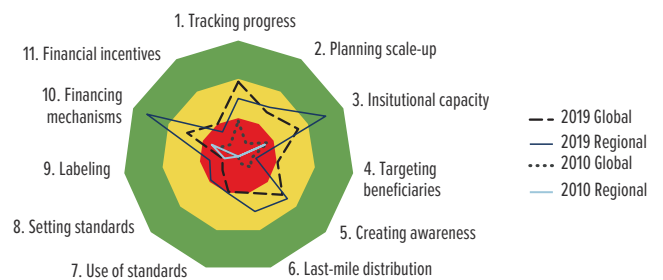 1. Tracking progress
2. Planning scale-up
3. Insitutional capacity
4. Targeting
beneficiaries
5. Creating awareness
6. Last-mile distribution
7. Use of standards
8. Setting standards
9. Labeling
10. Financing
mechanisms
11. Financial incentives
2019 Global
2019 Regional
2010 Global
2010 Regional